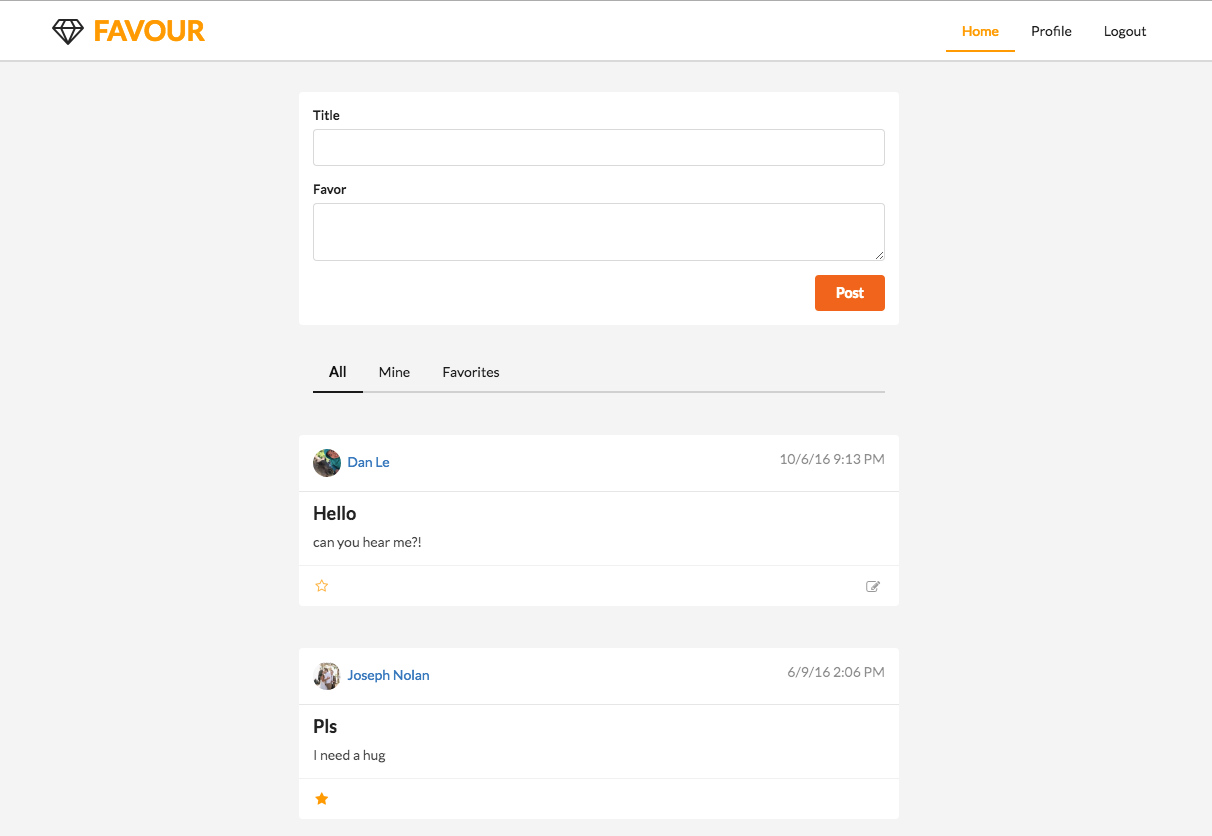 FAVOUR
Home Profile Logout
Title
Favor
Post
All Mine Favorites
Dan Le 10/6/16 9:13 PM
Hello
can you hear me?!
Joseph Nolan 6/9/16 2:06 PM
Pls
I need a hug